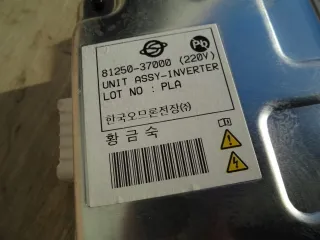 Pb
81250-37000 (220V)
UNIT ASSY-INVERTER
LOT NO : PLA
한국오므론전장㈜
황금숙